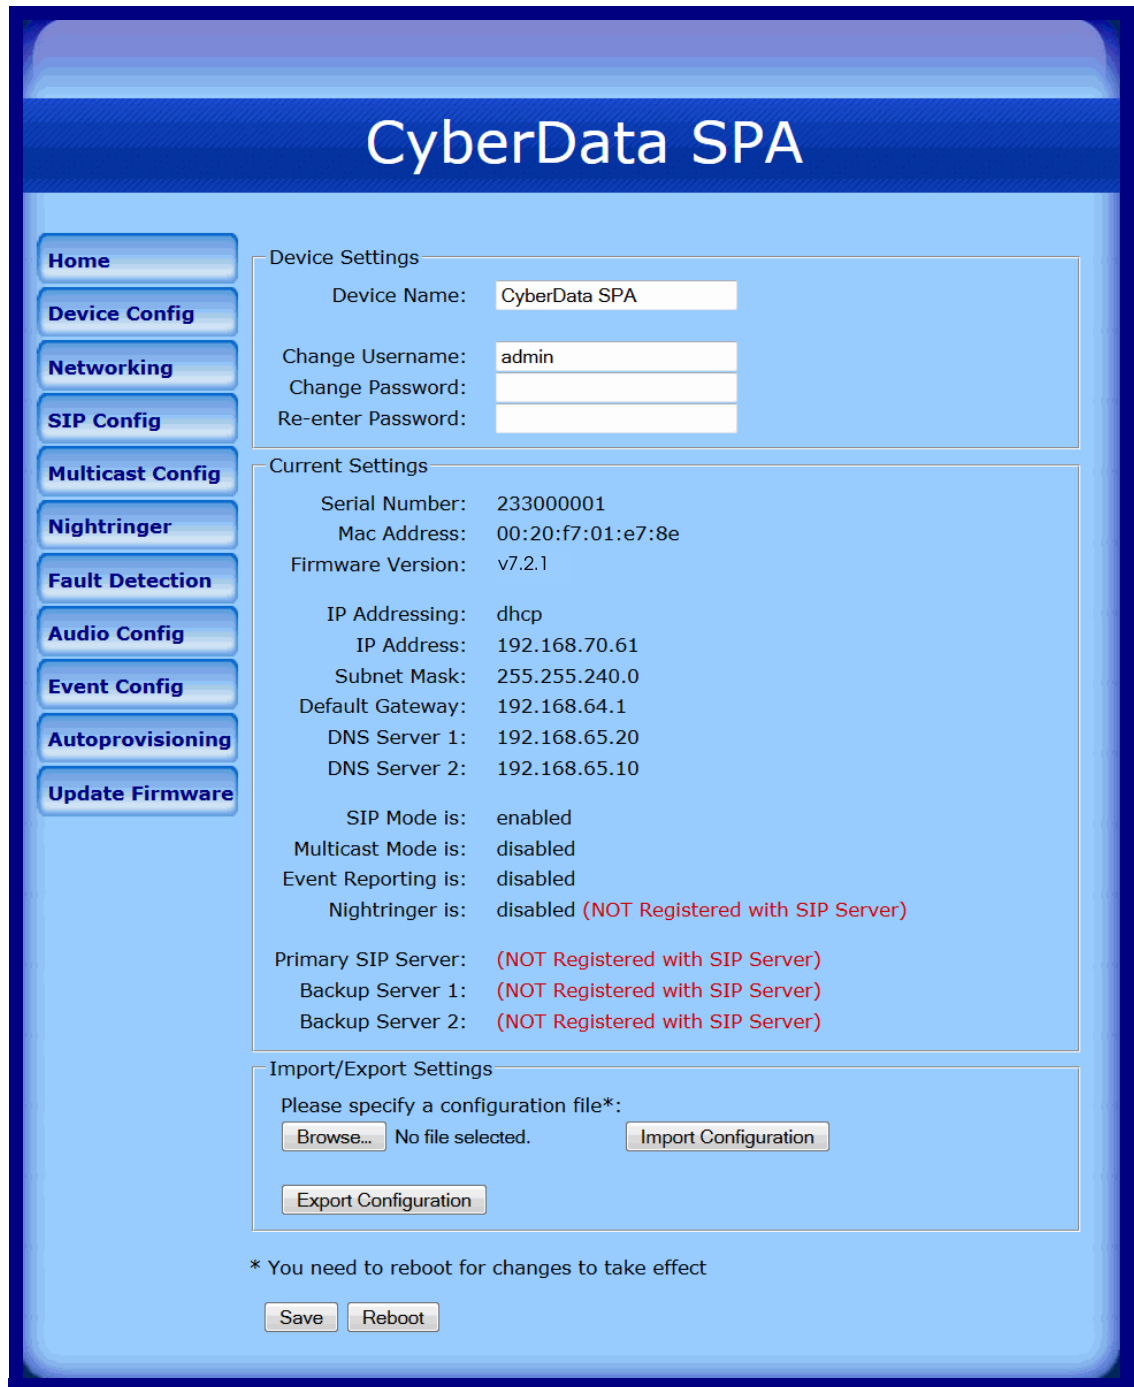 CyberData SPA
Home
Device Config
Networking
SIP Config
Multicast Config
Nightringer
Fault Detection
Audio Config
Event Config
Autoprovisioning
Update Firmware
Device Settings
Device Name: CyberData SPA
Change Username: admin
Change Password:
Re-enter Password:
Current Settings
Serial Number: 233000001
Mac Address: 00:20:f7:01:e7:8e
Firmware Version: v7.2.1
IP Addressing: dhcp
IP Address: 192.168.70.61
Subnet Mask: 255.255.240.0
Default Gateway: 192.168.64.1
DNS Server 1: 192.168.65.20
DNS Server 2: 192.168.65.10
SIP Mode is: enabled
Multicast Mode is: disabled
Event Reporting is: disabled
Nightringer is: disabled (NOT Registered with SIP Server)
Primary SIP Server: (NOT Registered with SIP Server)
Backup Server 1: (NOT Registered with SIP Server)
Backup Server 2: (NOT Registered with SIP Server)
Import/Export Settings
Please specify a configuration file*:
Browse... No file selected. Import Configuration
Export Configuration
* You need to reboot for changes to take effect
Save Reboot